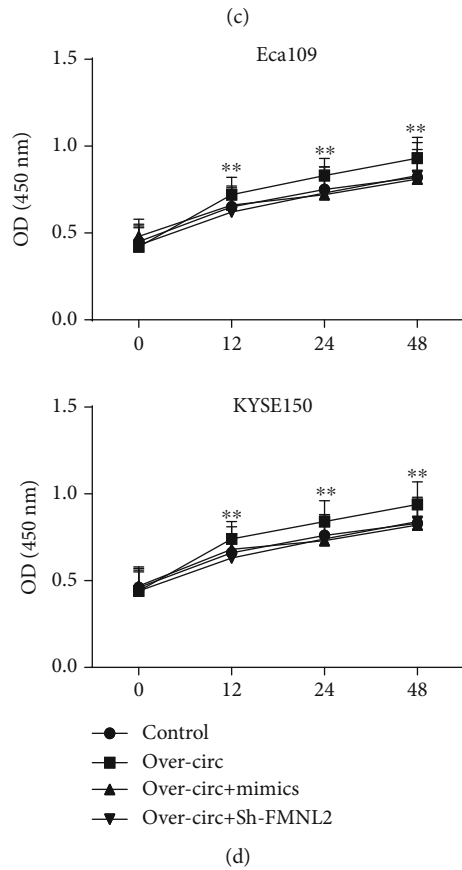 (c)
Eca109
OD (450 nm)
1.5
1.0
0.5
0.0
** ** **
0 12 24 48
KYSE150
OD (450 nm)
1.5
1.0
0.5
0.0
** ** **
0 12 24 48
Control
Over-circ
Over-circ+mimics
Over-circ+Sh-FMNL2
(d)